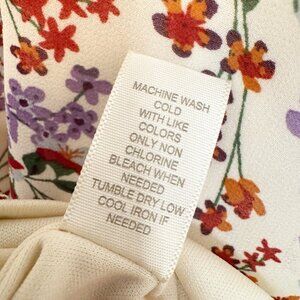 MACHINE WASH
COLD
WITH LIKE
COLORS
ONLY NON
CHLORINE
BLEACH WHEN
NEEDED
TUMBLE DRY LOW
COOL IRON IF
NEEDED